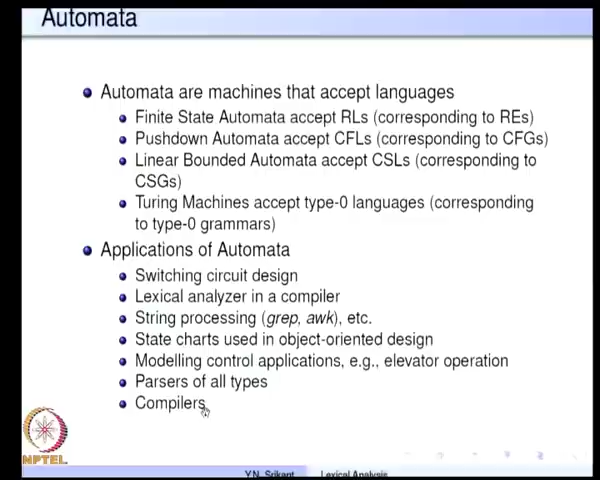 Automata
Automata are machines that accept languages
Finite State Automata accept RLs (corresponding to REs)
Pushdown Automata accept CFLs (corresponding to CFGs)
Linear Bounded Automata accept CSLs (corresponding to
CSGs)
Turing Machines accept type-0 languages (corresponding
to type-0 grammars)
Applications of Automata
Switching circuit design
Lexical analyzer in a compiler
String processing (grep, awk), etc.
State charts used in object-oriented design
Modelling control applications, e.g., elevator operation
Parsers of all types
Compilers
NPTEL
Y.N. Srikant Lexical Analysis